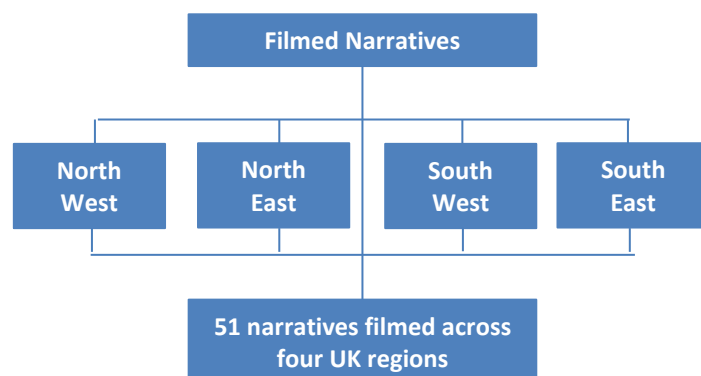 Filmed Narratives
North
West
North
East
South
West
South
East
51 narratives filmed across
four UK regions